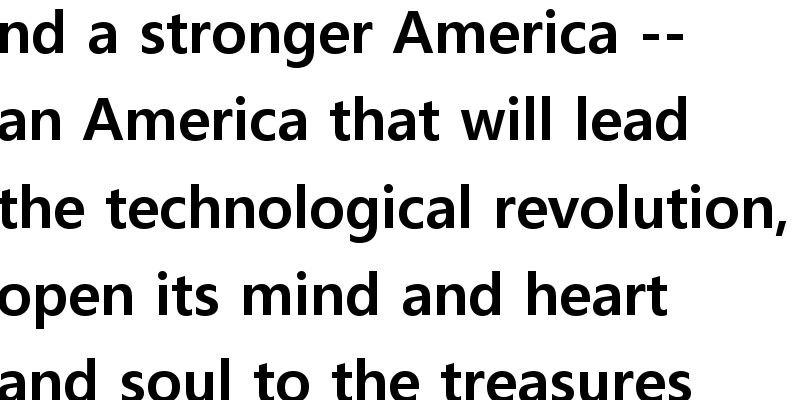 nd a stronger America --
an America that will lead
the technological revolution,
open its mind and heart
and soul to the treasures